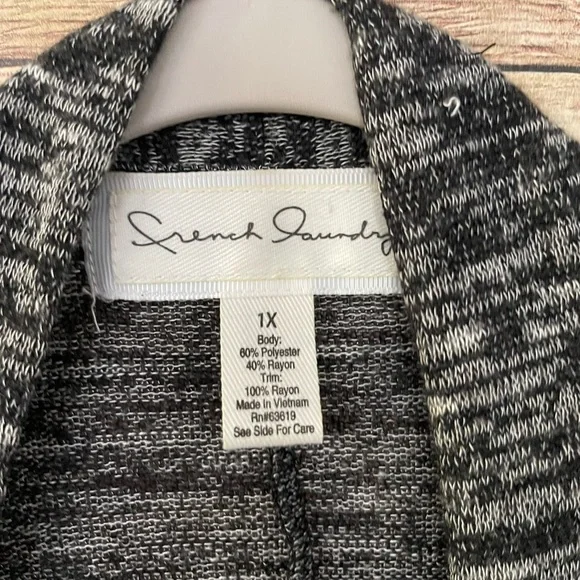 French Laundry
1X
Body:
60% Polyester
40% Rayon
Trim:
100% Rayon
Made in Vietnam
Rn#63619
See Side For Care